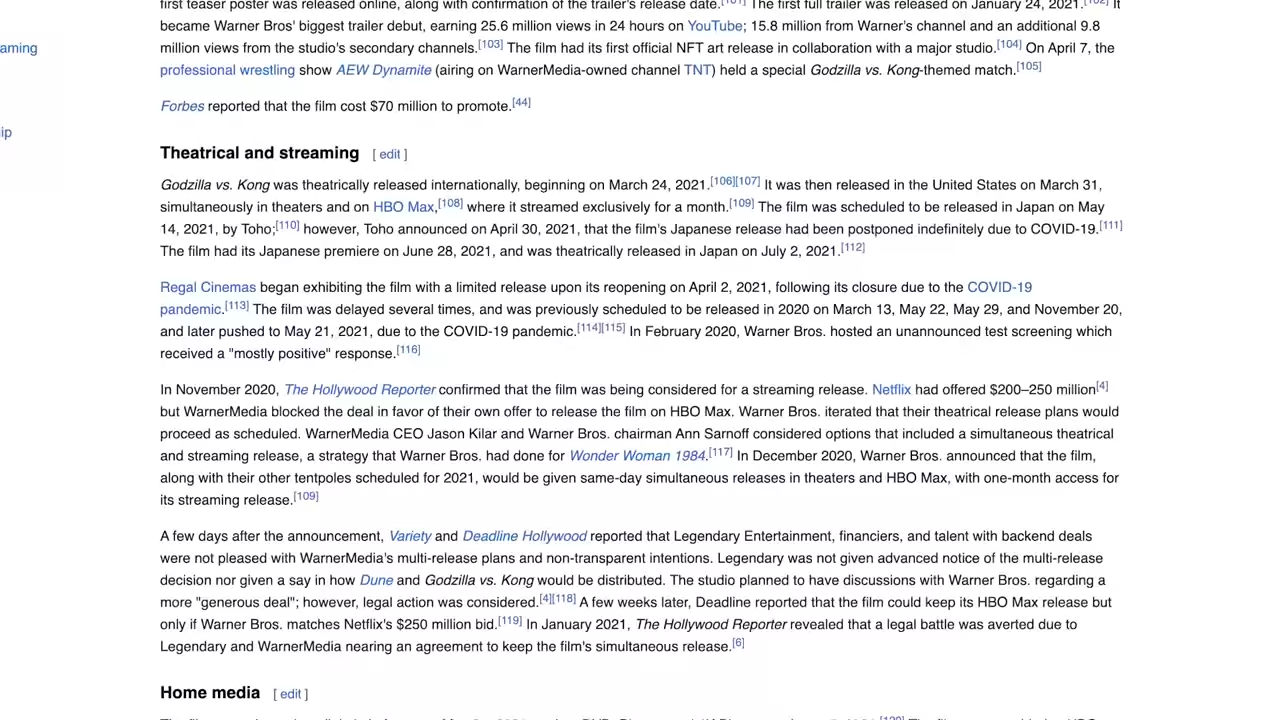 first teaser poster was released online, along with confirmation of the trailer's release date.[101] The first full trailer was released on January 24, 2021.[102] It
became Warner Bros' biggest trailer debut, earning 25.6 million views in 24 hours on YouTube; 15.8 million from Warner's channel and an additional 9.8
aming
million views from the studio's secondary channels.[103] The film had its first official NFT art release in collaboration with a major studio.[104] On April 7, the
professional wrestling show AEW Dynamite (airing on WarnerMedia-owned channel TNT) held a special Godzilla vs. Kong-themed match.[105]
Forbes reported that the film cost $70 million to promote.[44]
ip
Theatrical and streaming [ edit ]
Godzilla vs. Kong was theatrically released internationally, beginning on March 24, 2021.[106][107] It was then released in the United States on March 31,
simultaneously in theaters and on HBO Max,[108] where it streamed exclusively for a month.[109] The film was scheduled to be released in Japan on May
14, 2021, by Toho;[110] however, Toho announced on April 30, 2021, that the film's Japanese release had been postponed indefinitely due to COVID-19.[111]
The film had its Japanese premiere on June 28, 2021, and was theatrically released in Japan on July 2, 2021.[112]
Regal Cinemas began exhibiting the film with a limited release upon its reopening on April 2, 2021, following its closure due to the COVID-19
pandemic.[113] The film was delayed several times, and was previously scheduled to be released in 2020 on March 13, May 22, May 29, and November 20,
and later pushed to May 21, 2021, due to the COVID-19 pandemic.[114][115] In February 2020, Warner Bros. hosted an unannounced test screening which
received a "mostly positive" response.[116]
In November 2020, The Hollywood Reporter confirmed that the film was being considered for a streaming release. Netflix had offered $200–250 million[4]
but WarnerMedia blocked the deal in favor of their own offer to release the film on HBO Max. Warner Bros. iterated that their theatrical release plans would
proceed as scheduled. WarnerMedia CEO Jason Kilar and Warner Bros. chairman Ann Sarnoff considered options that included a simultaneous theatrical
and streaming release, a strategy that Warner Bros. had done for Wonder Woman 1984.[117] In December 2020, Warner Bros. announced that the film,
along with their other tentpoles scheduled for 2021, would be given same-day simultaneous releases in theaters and HBO Max, with one-month access for
its streaming release.[109]
A few days after the announcement, Variety and Deadline Hollywood reported that Legendary Entertainment, financiers, and talent with backend deals
were not pleased with WarnerMedia's multi-release plans and non-transparent intentions. Legendary was not given advanced notice of the multi-release
decision nor given a say in how Dune and Godzilla vs. Kong would be distributed. The studio planned to have discussions with Warner Bros. regarding a
more "generous deal"; however, legal action was considered.[4][118] A few weeks later, Deadline reported that the film could keep its HBO Max release but
only if Warner Bros. matches Netflix's $250 million bid.[119] In January 2021, The Hollywood Reporter revealed that a legal battle was averted due to
Legendary and WarnerMedia nearing an agreement to keep the film's simultaneous release.[6]
Home media [ edit ]